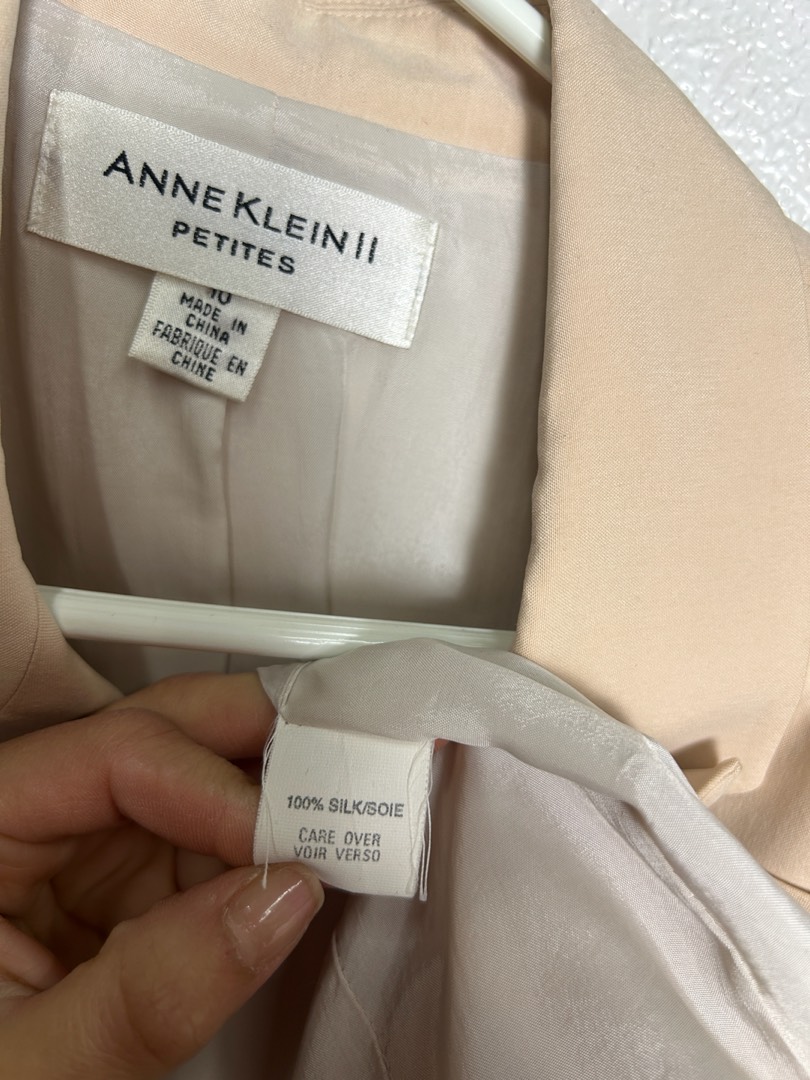 ANNE KLEIN II
PETITES
10
MADE IN
CHINA
FABRIQUE EN
CHINE
100% SILK/SOIE
CARE OVER
VOIR VERSO